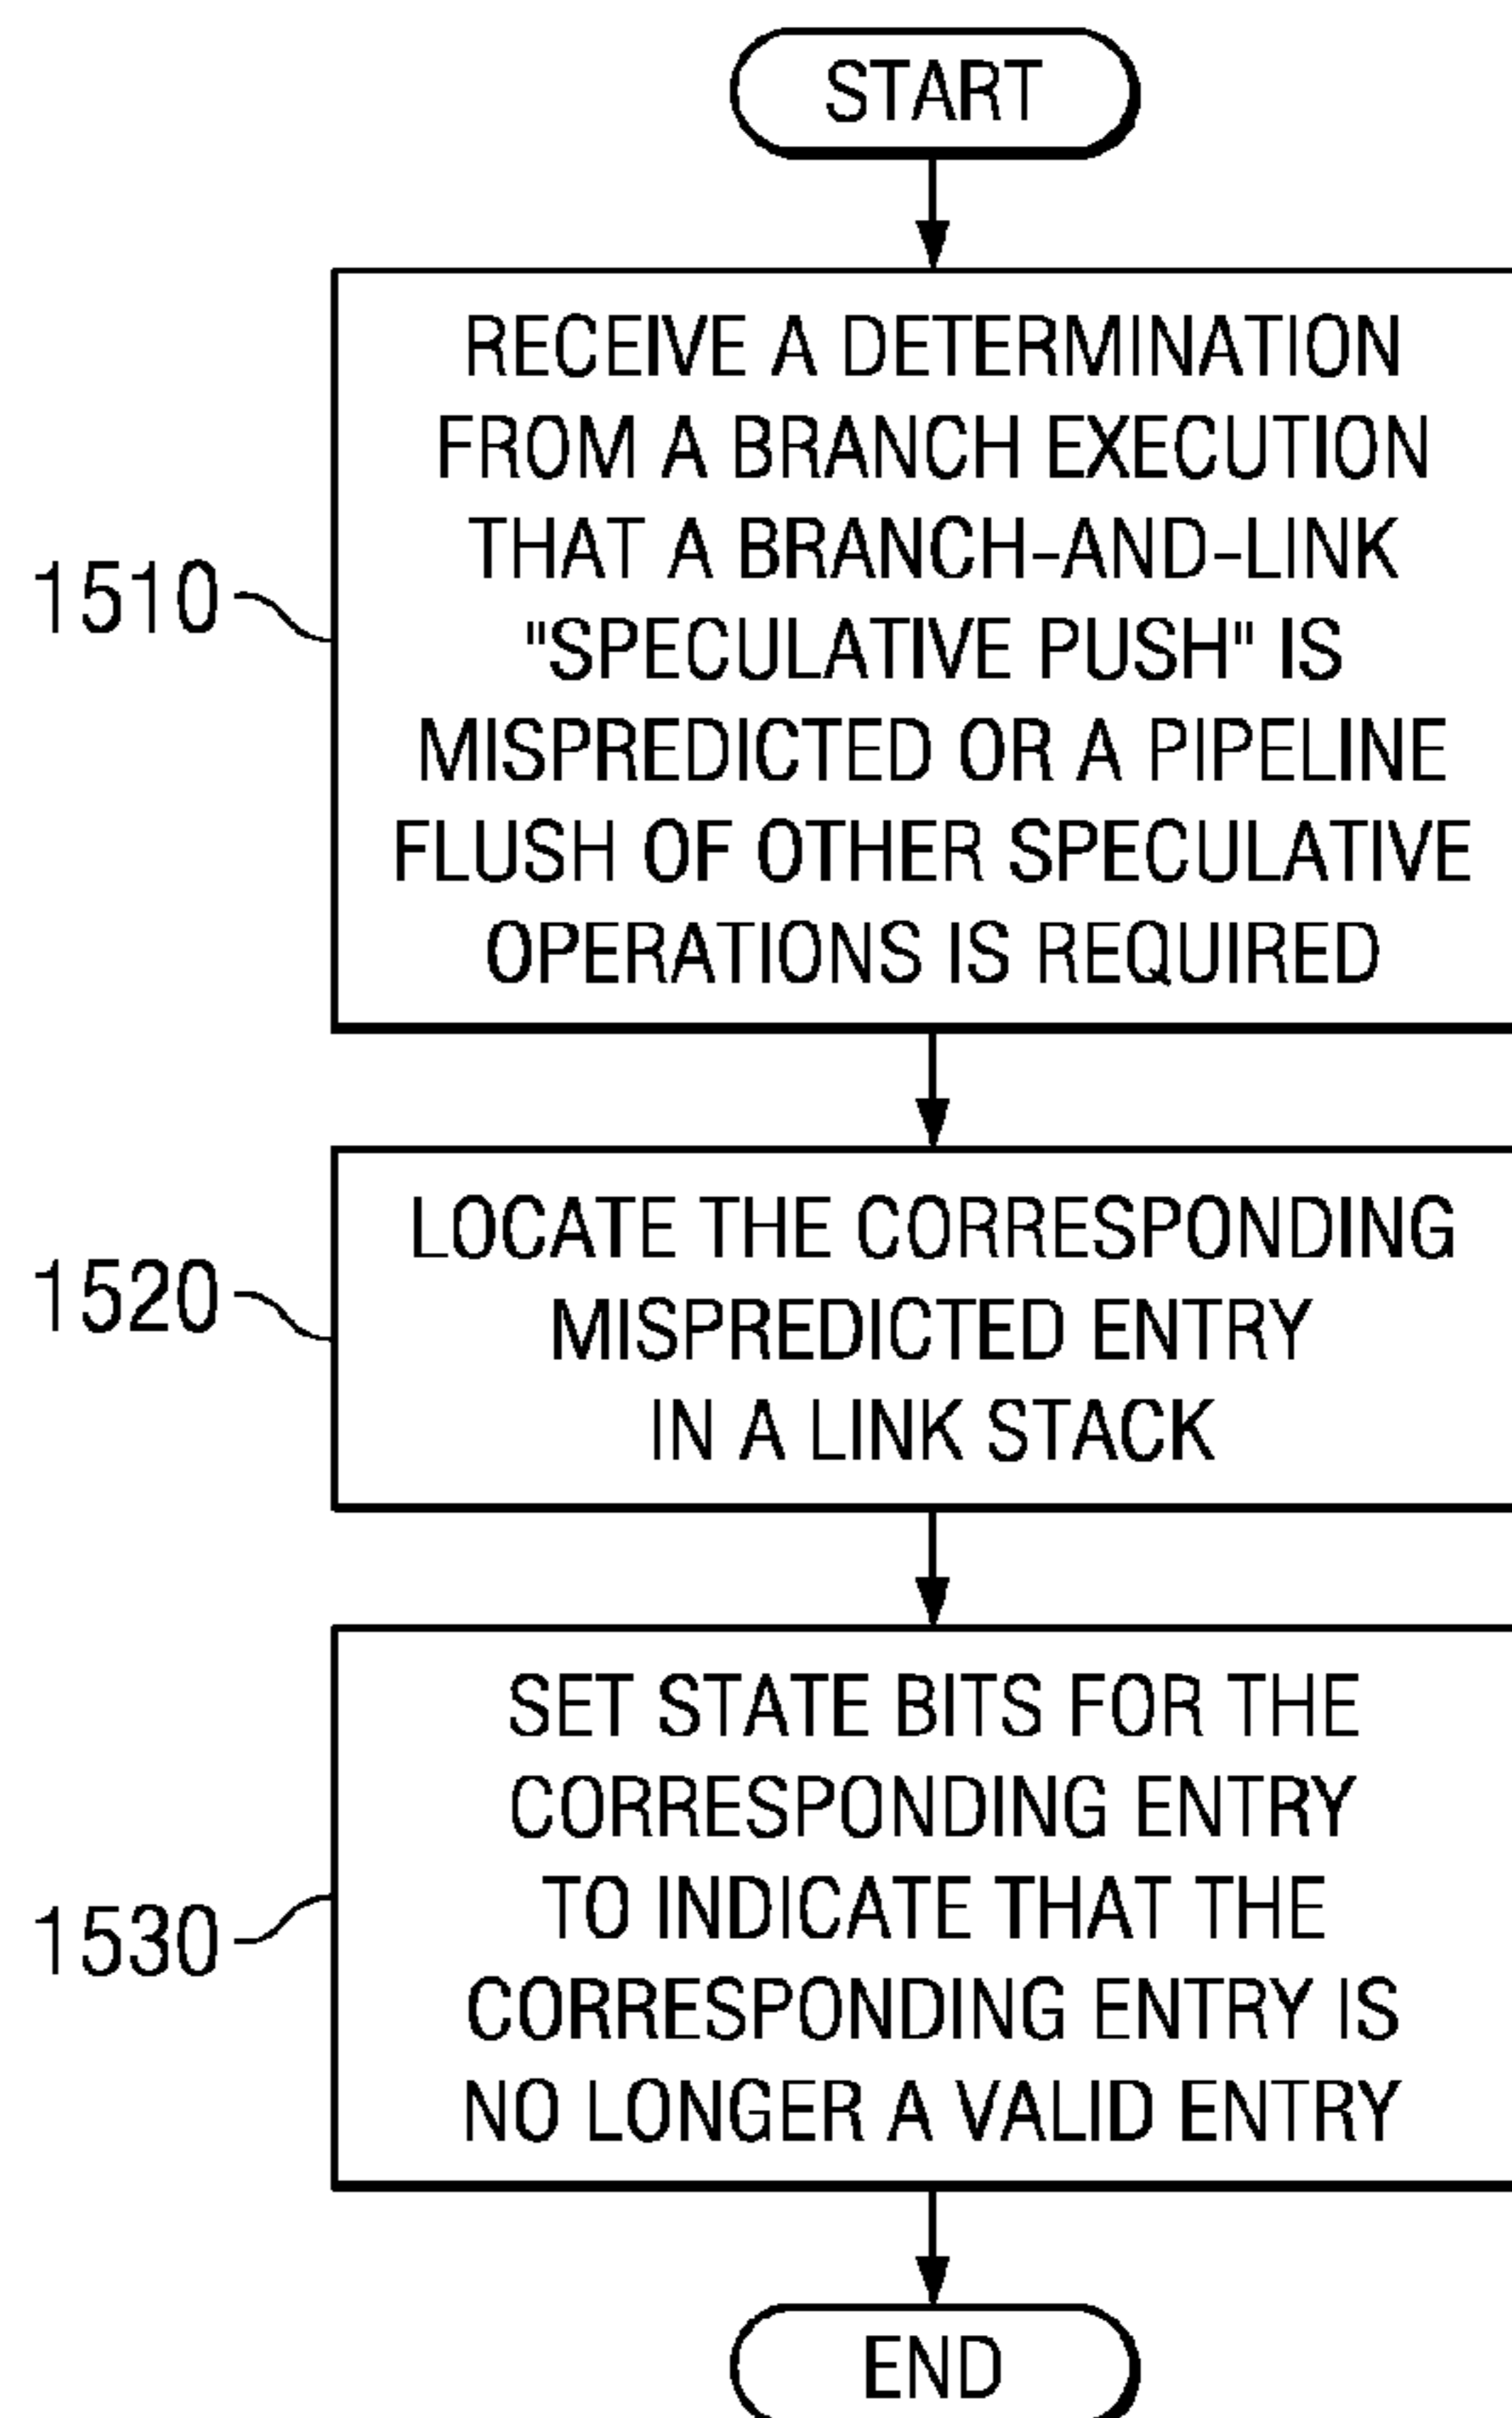 START
RECEIVE A DETERMINATION
FROM A BRANCH EXECUTION
THAT A BRANCH-AND-LINK
"SPECULATIVE PUSH" IS
MISPREDICTED OR A PIPELINE
FLUSH OF OTHER SPECULATIVE
OPERATIONS IS REQUIRED
1510
LOCATE THE CORRESPONDING
MISPREDICTED ENTRY
IN A LINK STACK
1520
SET STATE BITS FOR THE
CORRESPONDING ENTRY
TO INDICATE THAT THE
CORRESPONDING ENTRY IS
NO LONGER A VALID ENTRY
1530
END